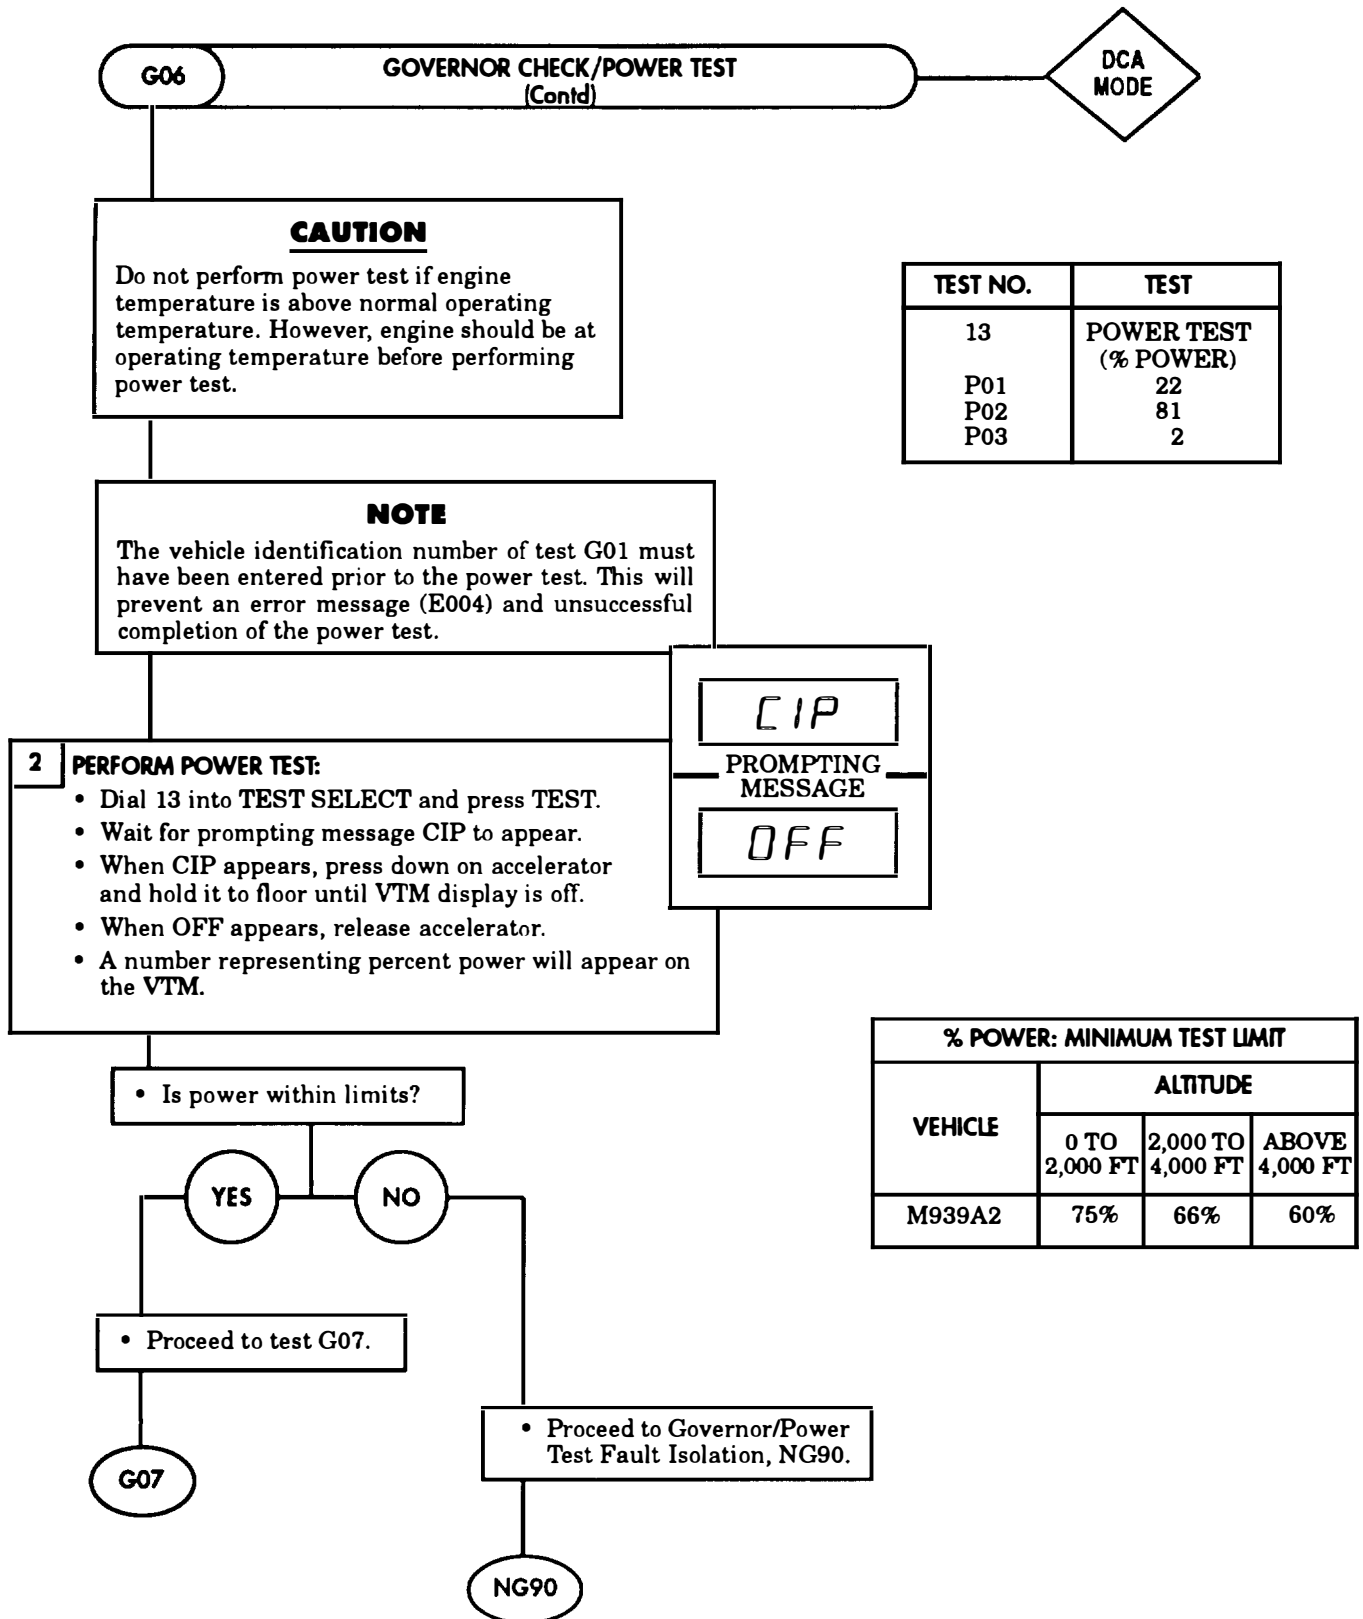 G06
GOVERNOR CHECK/POWER TEST
(Contd)
DCA
MODE
CAUTION
Do not perform power test if engine
temperature is above normal operating
temperature. However, engine should be at
operating temperature before performing
power test.
TEST NO. TEST
13 POWER TEST
(% POWER)
P01 22
P02 81
P03 2
NOTE
The vehicle identification number of test G01 must
have been entered prior to the power test. This will
prevent an error message (E004) and unsuccessful
completion of the power test.
CIP
PROMPTING
MESSAGE
OFF
2 PERFORM POWER TEST:
• Dial 13 into TEST SELECT and press TEST.
• Wait for prompting message CIP to appear.
• When CIP appears, press down on accelerator
and hold it to floor until VTM display is off.
• When OFF appears, release accelerator.
• A number representing percent power will appear on
the VTM.
% POWER: MINIMUM TEST LIMIT
VEHICLE
ALTITUDE
0 TO 2,000 TO ABOVE
2,000 FT 4,000 FT 4,000 FT
M939A2 75% 66% 60%
• Is power within limits?
YES NO
• Proceed to test G07.
• Proceed to Governor/Power
Test Fault Isolation, NG90.
G07
NG90